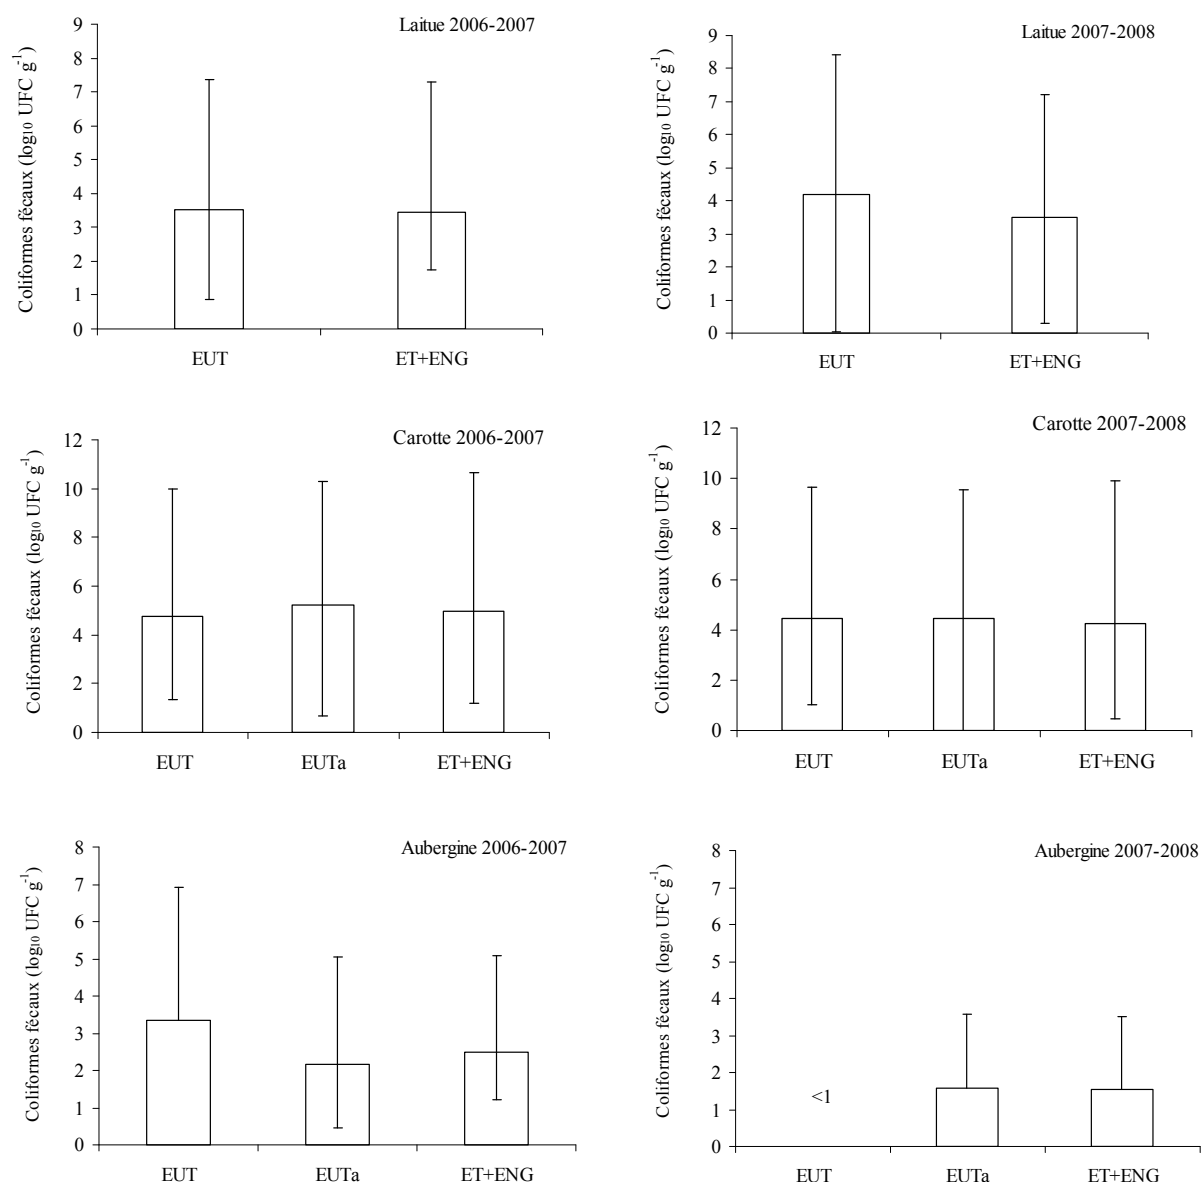 Laitue 2006-2007
Coliformes fécaux (log10 UFC g-1)
9
8
7
6
5
4
3
2
1
0
EUT ET+ENG
Laitue 2007-2008
Coliformes fécaux (log10 UFC g-1)
9
8
7
6
5
4
3
2
1
0
EUT ET+ENG
Carotte 2006-2007
Coliformes fécaux (log10 UFC g-1)
12
10
8
6
4
2
0
EUT EUTa ET+ENG
Carotte 2007-2008
Coliformes fécaux (log10 UFC g-1)
12
10
8
6
4
2
0
EUT EUTa ET+ENG
Aubergine 2006-2007
Coliformes fécaux (log10 UFC g-1)
8
7
6
5
4
3
2
1
0
EUT EUTa ET+ENG
Aubergine 2007-2008
Coliformes fécaux (log10 UFC g-1)
8
7
6
5
4
3
2
1
0
<1
EUT EUTa ET+ENG